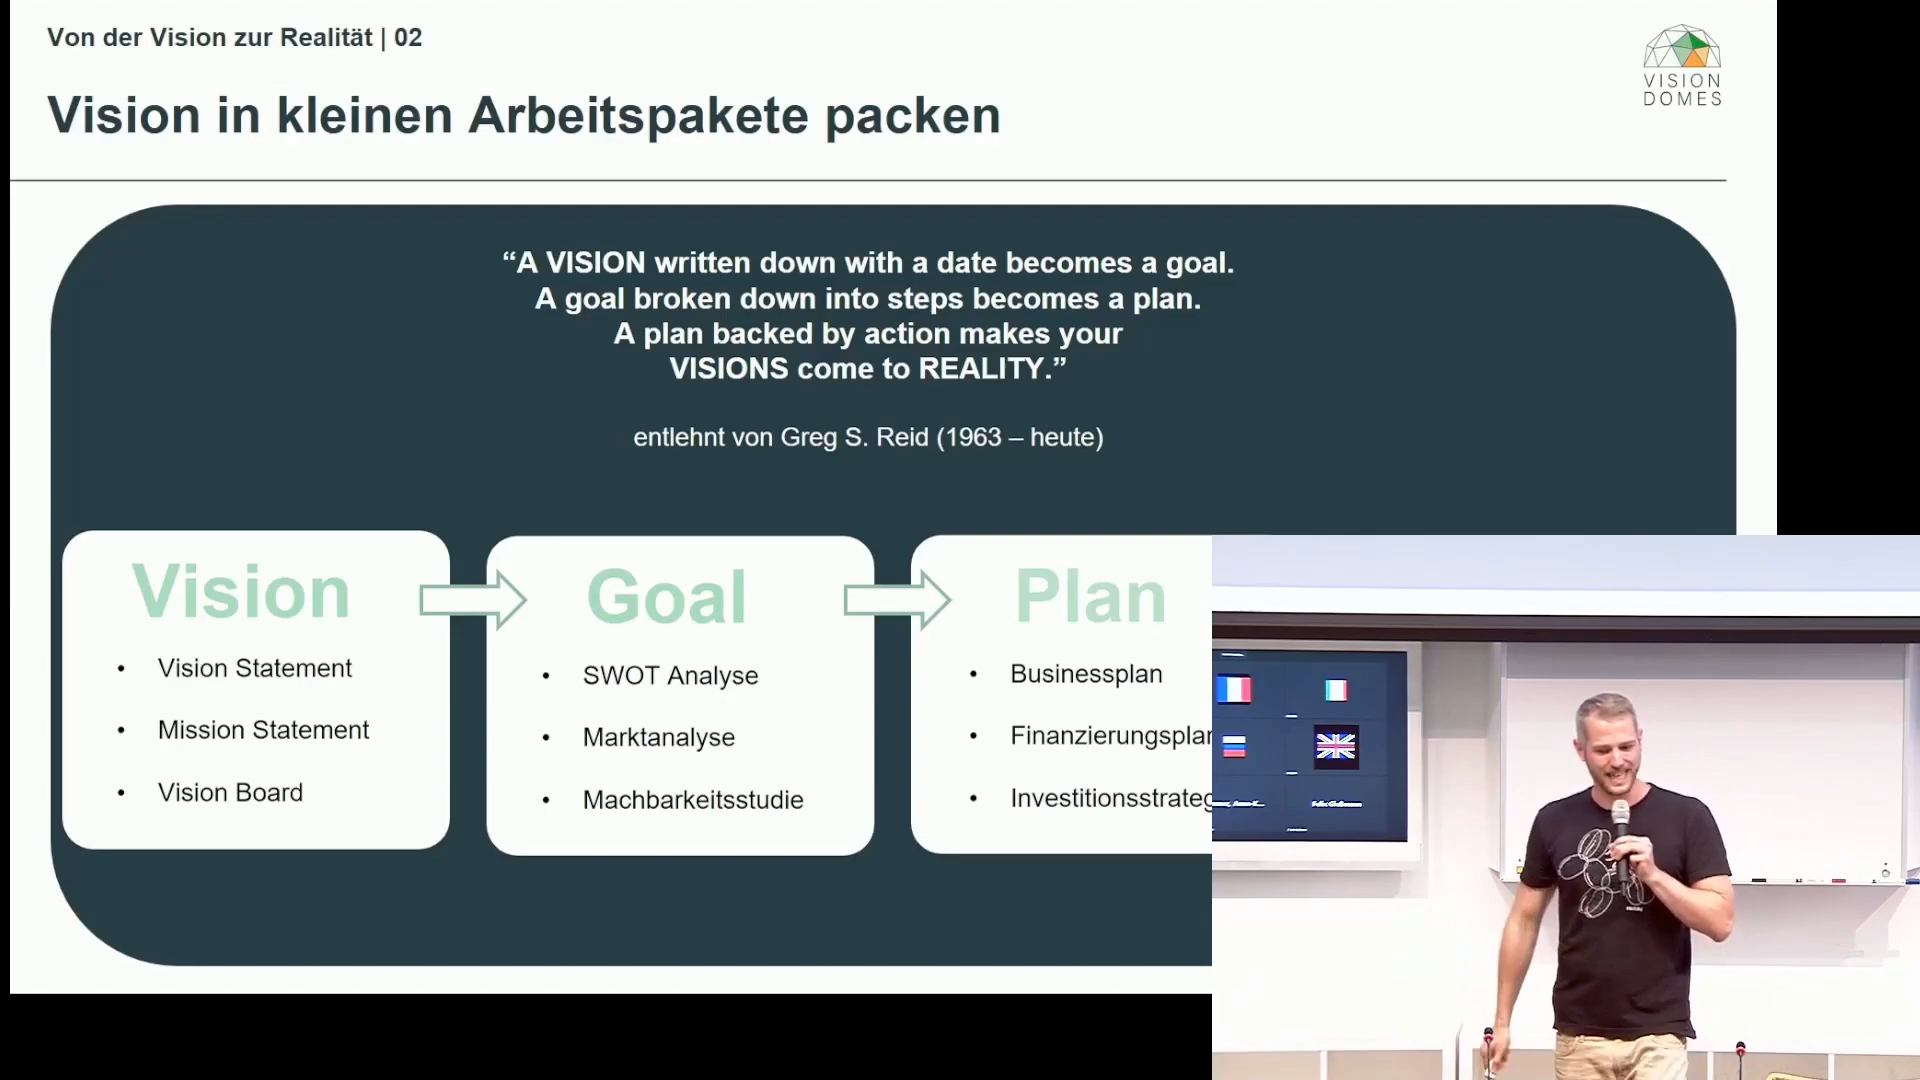 Von der Vision zur Realität | 02
VISION
DOMES
Vision in kleinen Arbeitspakete packen
“A VISION written down with a date becomes a goal.
A goal broken down into steps becomes a plan.
A plan backed by action makes your
VISIONS come to REALITY.”
entlehnt von Greg S. Reid (1963 – heute)
Vision
• Vision Statement
• Mission Statement
• Vision Board
Goal
• SWOT Analyse
• Marktanalyse
• Machbarkeitsstudie
Plan
• Businessplan
• Finanzierungsplan
• Investitionsstrateg